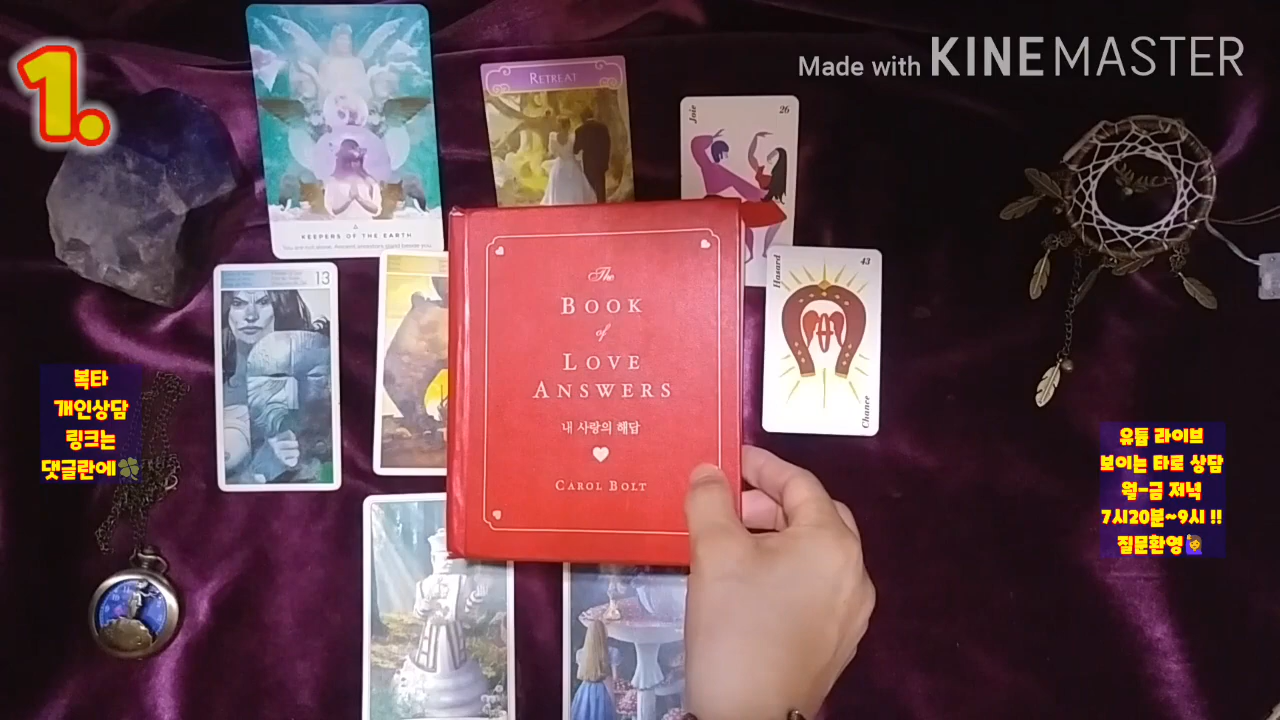 1.
Made with KINEMASTER
RETREAT
Joie
26
KEEPERS OF THE EARTH
13
Hasard
43
Chance
The
BOOK
of
LOVE
ANSWERS
내 사랑의 해답
CAROL BOLT
복타
개인상담
링크는
댓글란에🍀
유튭 라이브
보이는 타로 상담
월-금 저녁
7시20분~9시 !!
질문환영🙋‍♀️